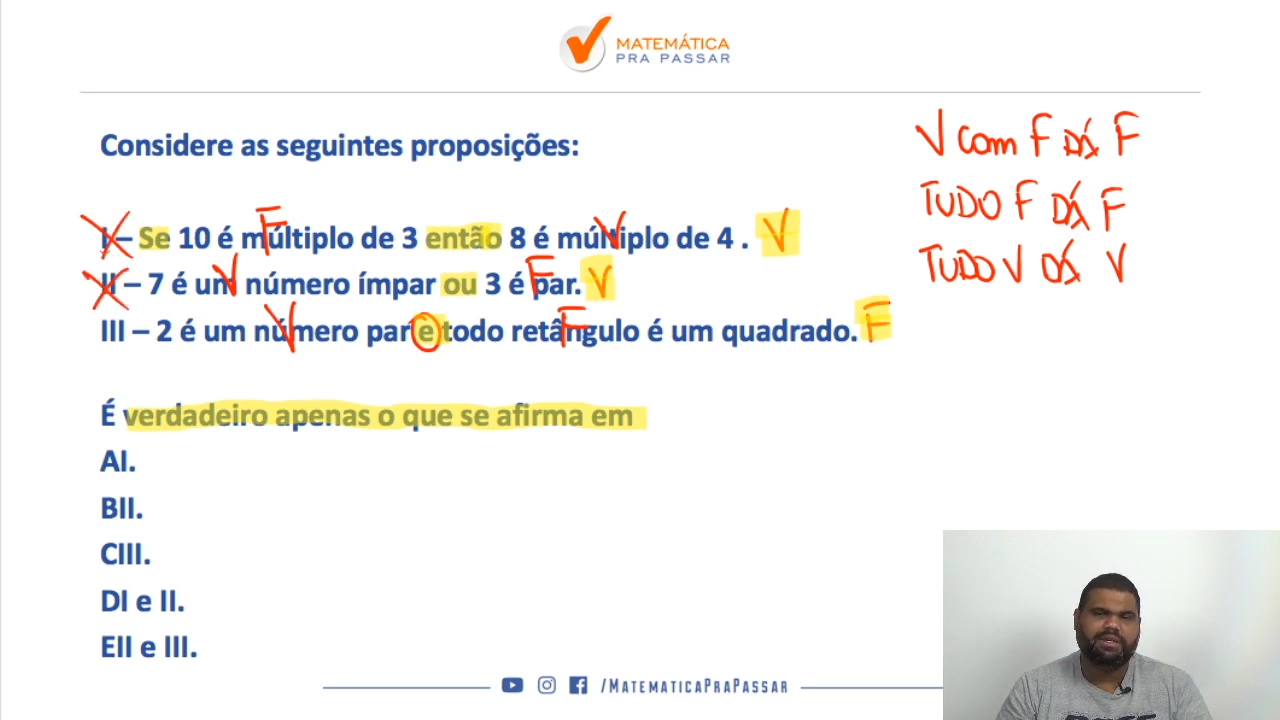 MATEMÁTICA
PRA PASSAR
Considere as seguintes proposições:
V com F DÁ F
TUDO F DÁ F
TUDO V DÁ V
F V
I – Se 10 é múltiplo de 3 então 8 é múltiplo de 4 . V
V F
II – 7 é um número ímpar ou 3 é par. V
V F
III – 2 é um número par e todo retângulo é um quadrado. F
É verdadeiro apenas o que se afirma em
AI.
BII.
CIII.
DI e II.
EII e III.
/MATEMATICAPRAPASSAR